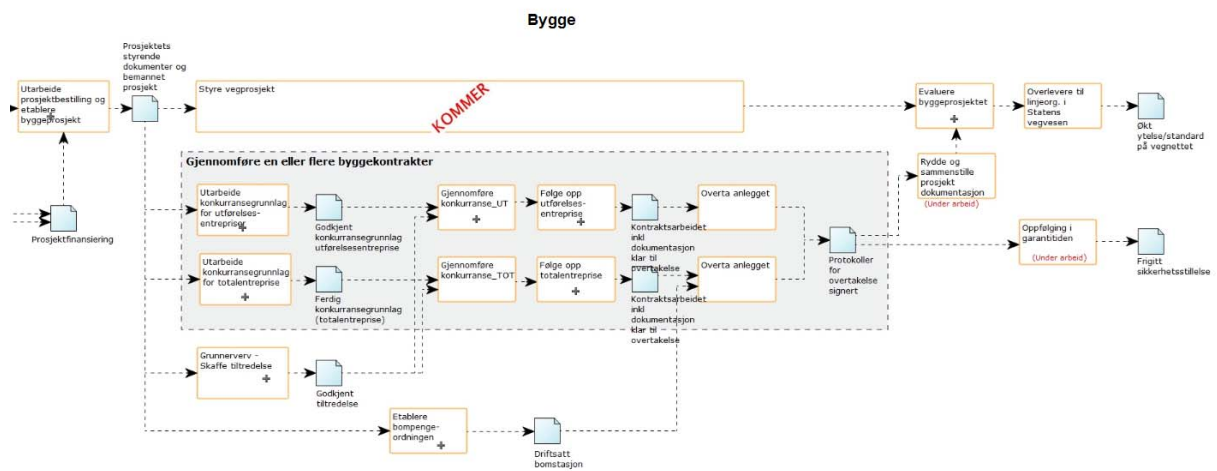 Bygge
Prosjektets
styrende
dokumenter og
bemannet
prosjekt
Utarbeide
prosjektbestilling og
etablere
byggeprosjekt
Styre vegprosjekt
KOMMER
Evaluere
byggeprosjektet
Overlevere til
linjeorg. i
Statens
vegvesen
Økt
ytelse/standard
på vegnettet
Prosjektfinansiering
Gjennomføre en eller flere byggekontrakter
Utarbeide
konkurransegrunnlag
for utførelses-
entrepriser
Godkjent
konkurransegrunnlag
utførelsesentreprise
Gjennomføre
konkurranse_UT
Følge opp
utførelses-
entreprise
Kontraktsarbeidet
inkl
dokumentasjon
klar til
overtakelse
Overta anlegget
Rydde og
sammenstille
prosjekt
dokumentasjon
(Under arbeid)
Utarbeide
konkurransegrunnlag
for totalentreprise
Ferdig
konkurransegrunnlag
(totalentreprise)
Gjennomføre
konkurranse_TOT
Følge opp
totalentreprise
Kontraktsarbeidet
inkl
dokumentasjon
klar til
overtakelse
Overta anlegget
Protokoller
for
overtakelse
signert
Oppfølging i
garantitiden
(Under arbeid)
Frigitt
sikkerhetsstillelse
Grunnerverv -
Skaffe tiltredelse
Godkjent
tiltredelse
Etablere
bompenge-
ordningen
Driftsatt
bomstasjon